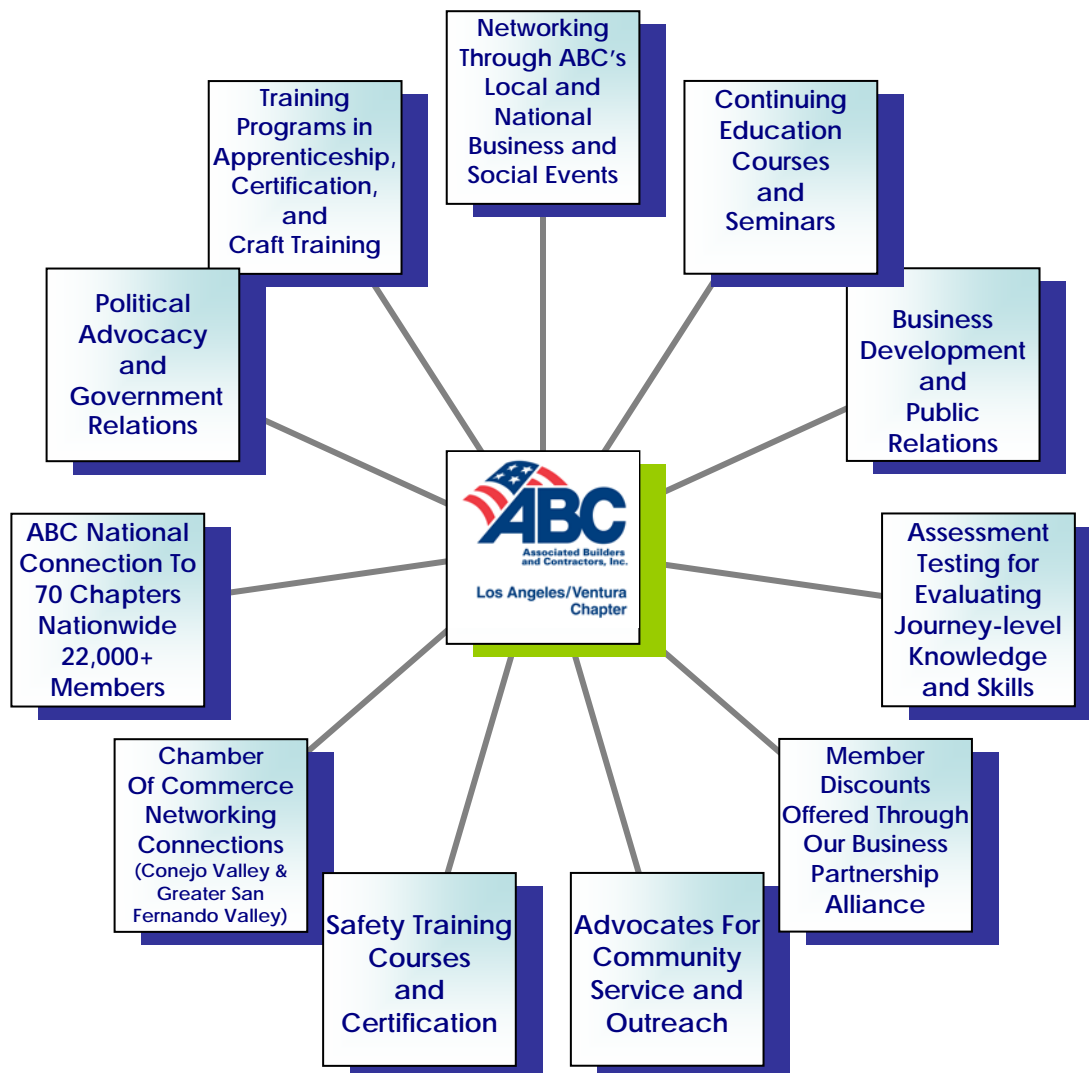 Networking
Through ABC's
Local and
National
Business and
Social Events
Continuing
Education
Courses
and
Seminars
Business
Development
and
Public
Relations
Assessment
Testing for
Evaluating
Journey-level
Knowledge
and Skills
Member
Discounts
Offered Through
Our Business
Partnership
Alliance
Advocates For
Community
Service and
Outreach
Safety Training
Courses
and
Certification
Chamber
Of Commerce
Networking
Connections
(Conejo Valley &
Greater San
Fernando Valley)
ABC National
Connection To
70 Chapters
Nationwide
22,000+
Members
Political
Advocacy
and
Government
Relations
Training
Programs in
Apprenticeship,
Certification,
and
Craft Training
ABC
Associated Builders
and Contractors, Inc.
Los Angeles/Ventura
Chapter